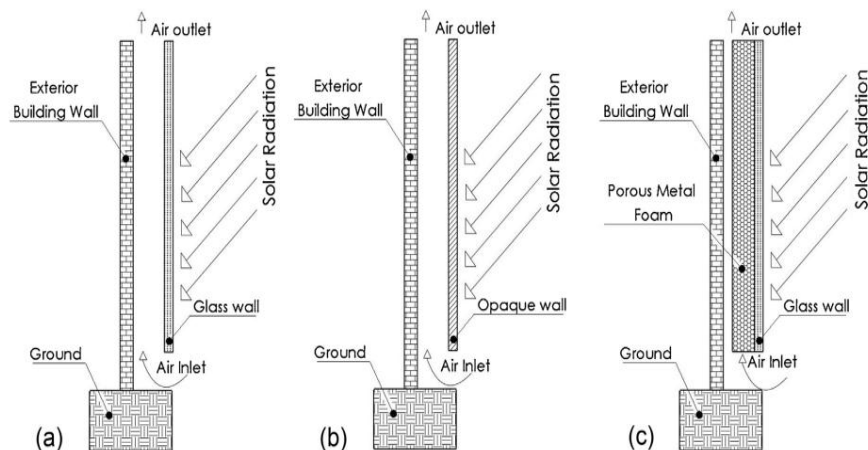 Air outlet
Exterior
Building Wall
Solar Radiation
Glass wall
Ground
Air Inlet
(a)
Air outlet
Exterior
Building Wall
Solar Radiation
Opaque wall
Ground
Air Inlet
(b)
Air outlet
Exterior
Building Wall
Solar Radiation
Porous Metal
Foam
Glass wall
Ground
Air Inlet
(c)